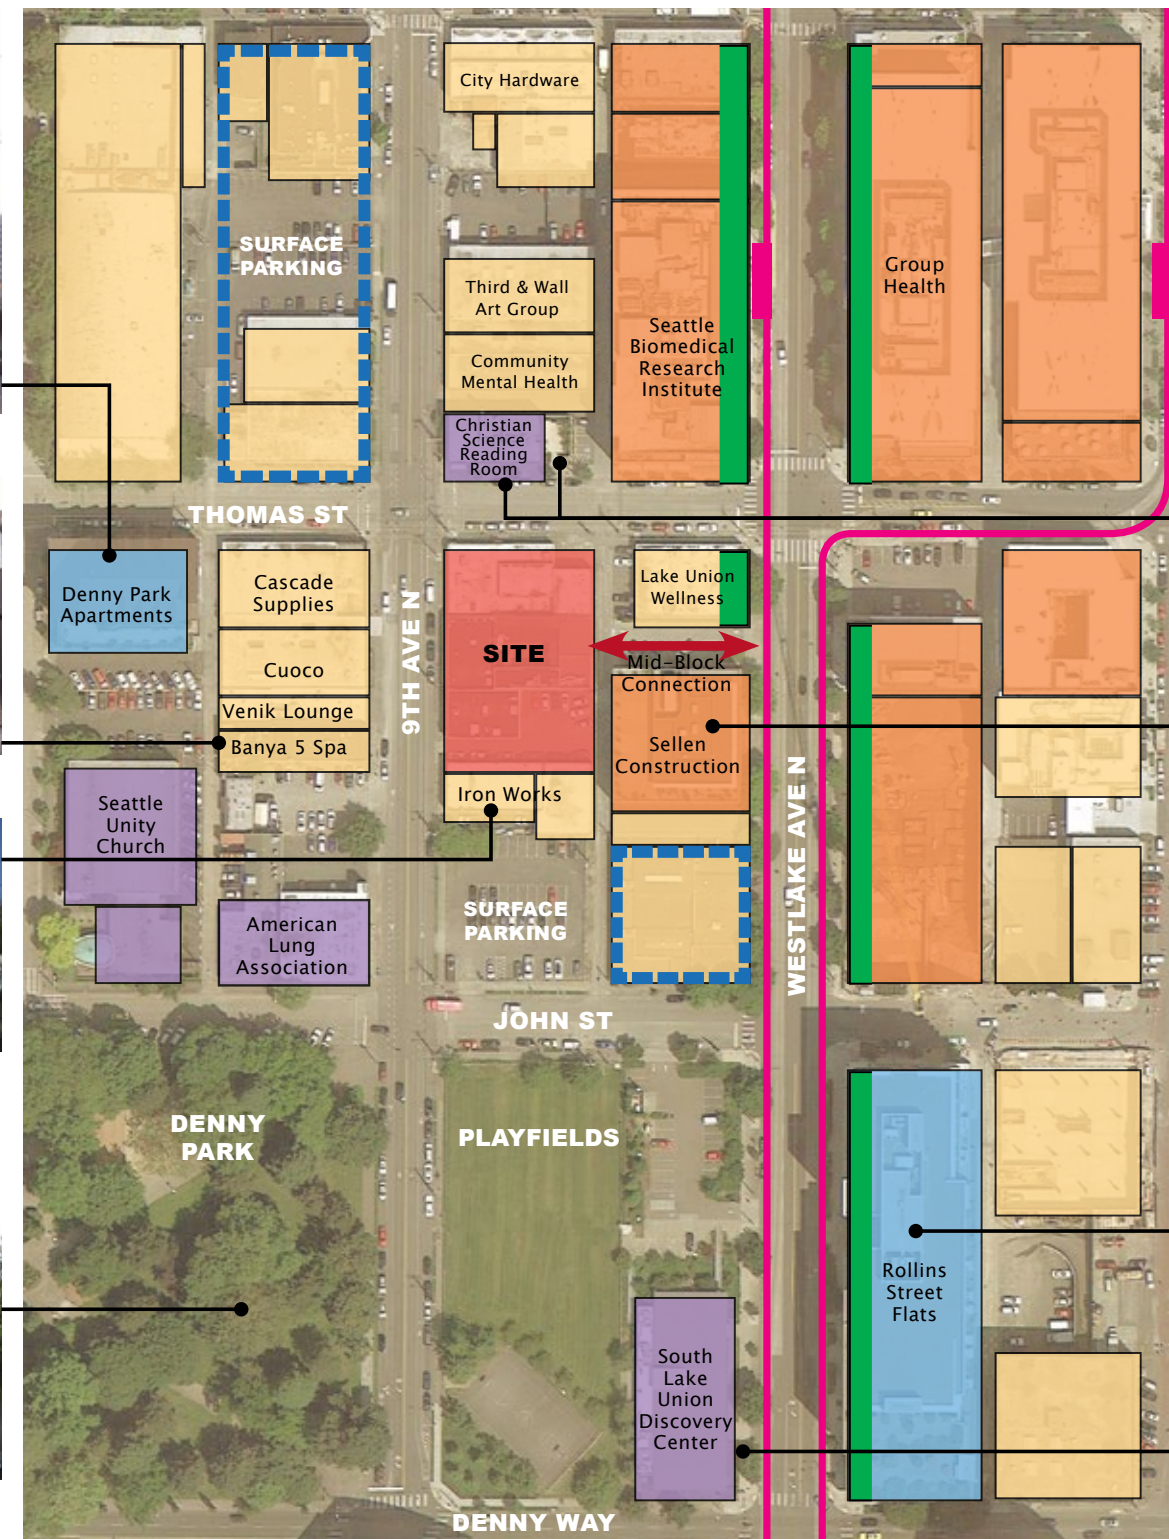 City Hardware
SURFACE
PARKING
Third & Wall
Art Group
Community
Mental Health
Christian
Science
Reading
Room
Seattle
Biomedical
Research
Institute
Group
Health
THOMAS ST
Denny Park
Apartments
Cascade
Supplies
Cuoco
Venik Lounge
Banya 5 Spa
9TH AVE N
SITE
Lake Union
Wellness
Mid-Block
Connection
Sellen
Construction
Iron Works
Seattle
Unity
Church
American
Lung
Association
SURFACE
PARKING
WESTLAKE AVE N
JOHN ST
DENNY
PARK
PLAYFIELDS
Rollins
Street
Flats
South
Lake
Union
Discovery
Center
DENNY WAY